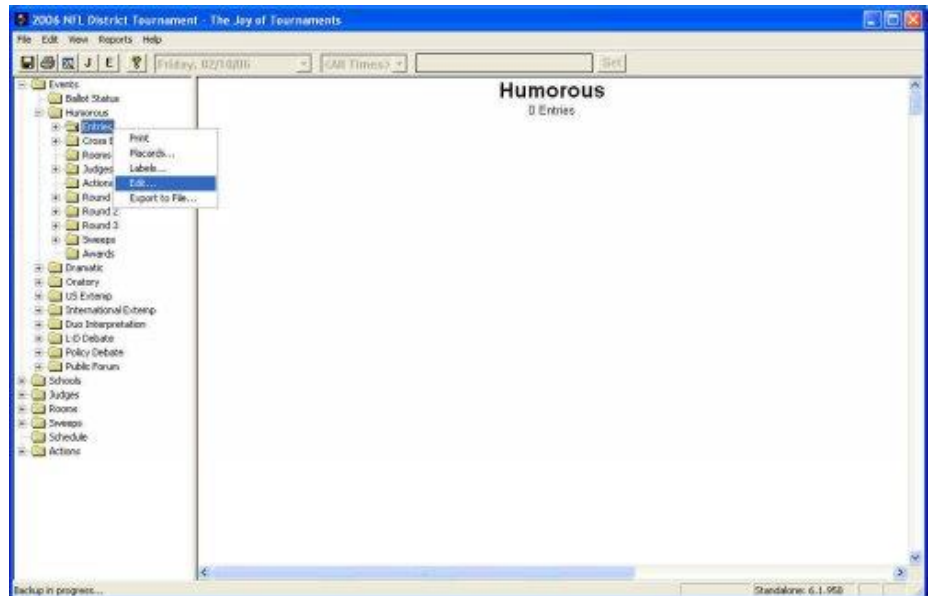 2006 NFL District Tournament - The Joy of Tournaments
File Edit View Reports Help
J E ? Friday, 02/10/06 <All Times> Set
Events
Ballot Status
Humorous
Entries
Cross
Rooms
Judges
Actions
Round
Round 2
Round 3
Sweeps
Awards
Dramatic
Oratory
US Extemp
International Extemp
Duo Interpretation
L-D Debate
Policy Debate
Public Forum
Schools
Judges
Rooms
Sweeps
Schedule
Actions
Print
Placards...
Labels...
Edit...
Export to File...
Humorous
0 Entries
Backup in progress...
Standalone: 6.1.958